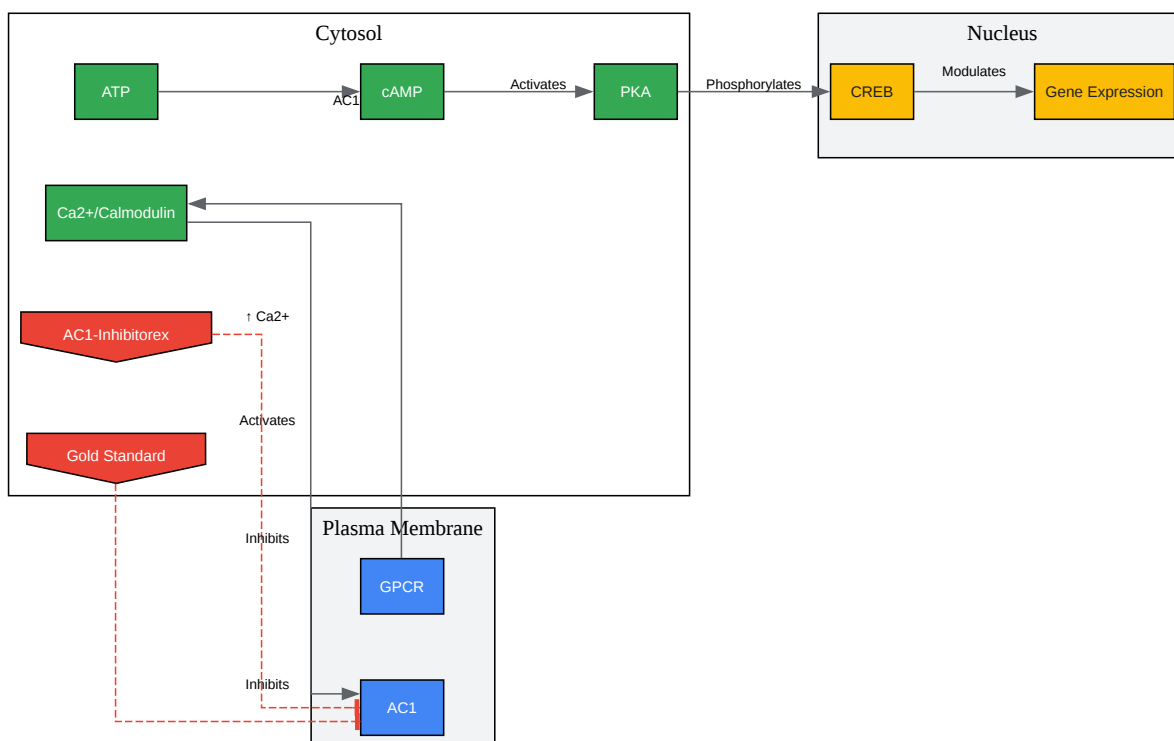 Cytosol
Nucleus
ATP
AC1
cAMP
Activates
PKA
Phosphorylates
CREB
Modulates
Gene Expression
Ca2+/Calmodulin
AC1-Inhibitorex
↑ Ca2+
Activates
Gold Standard
Plasma Membrane
Inhibits
GPCR
Inhibits
AC1